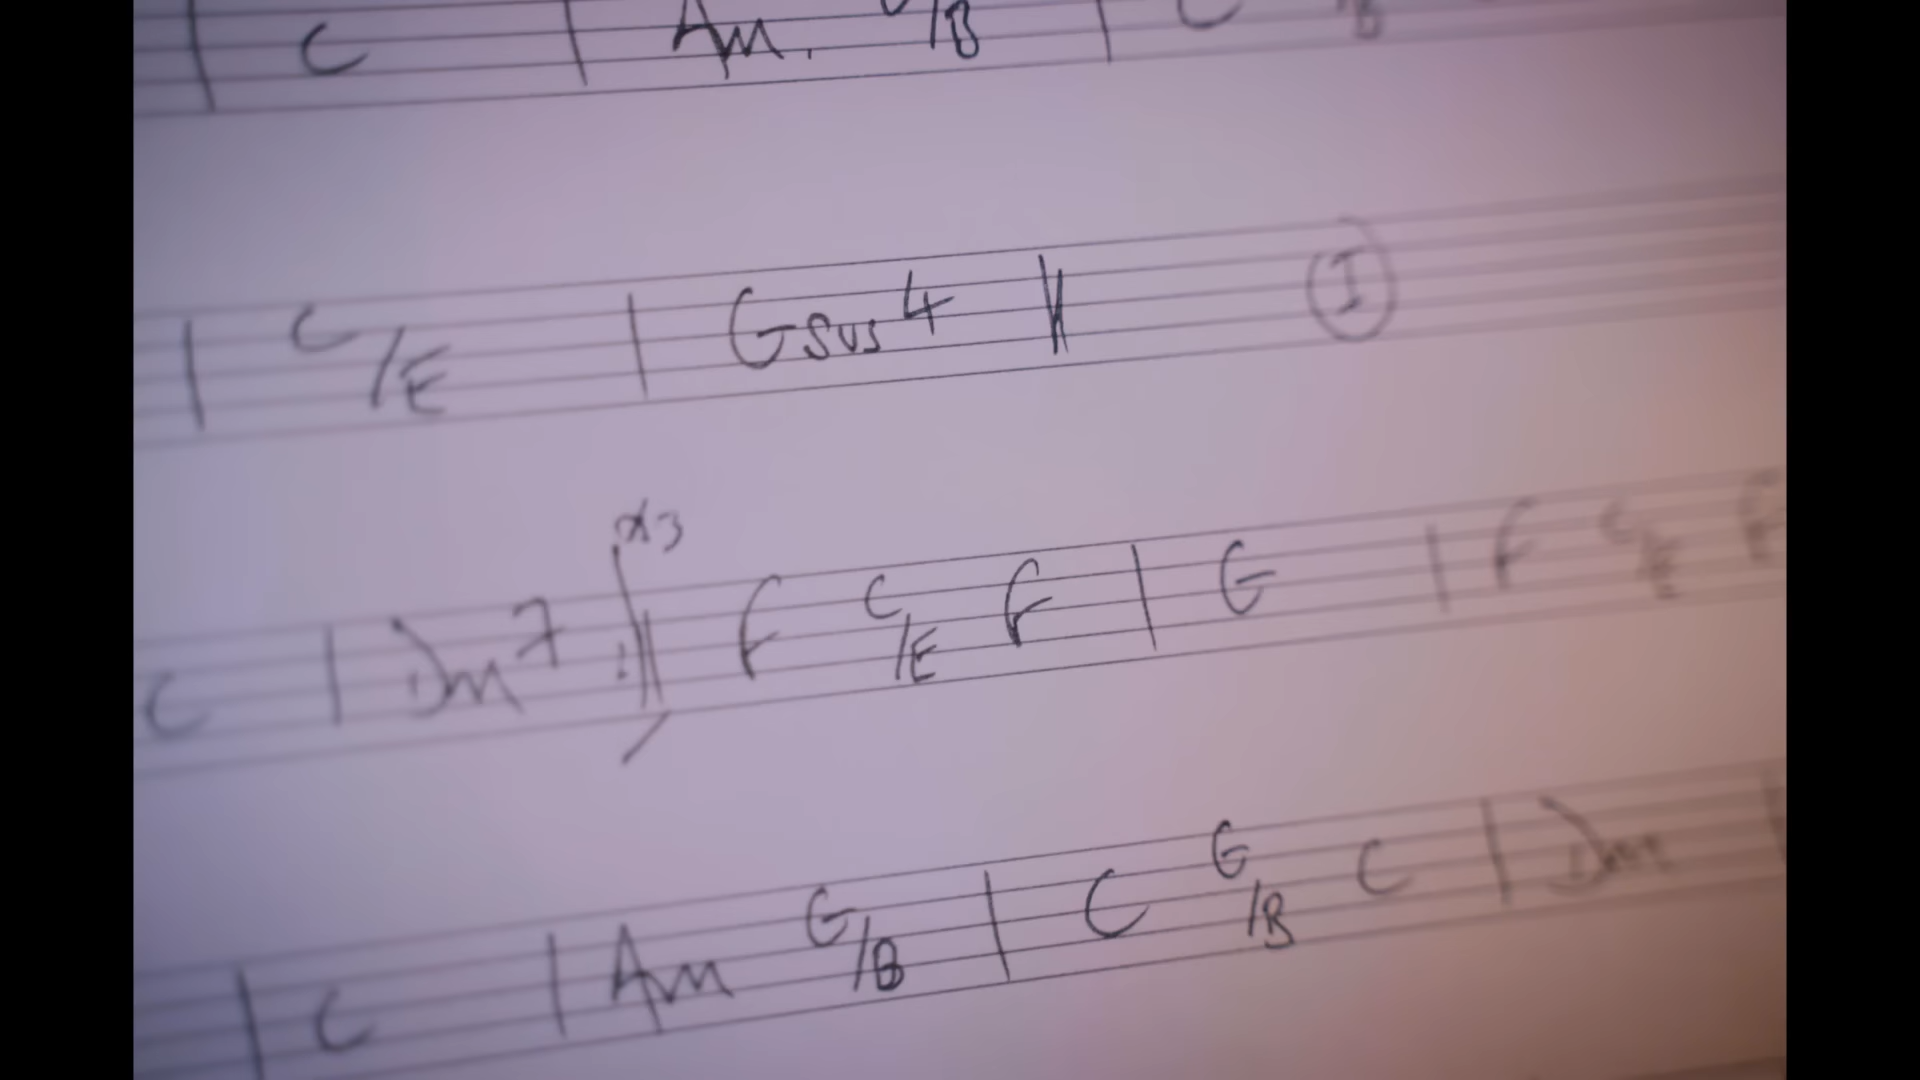 | C | Am. G/B | C /B
| C/E | Gsus4 || I
C | Dm7 :|| x3 F C/E F | G | F C/E F
| C | Am G/B | C G/B C | Dm |